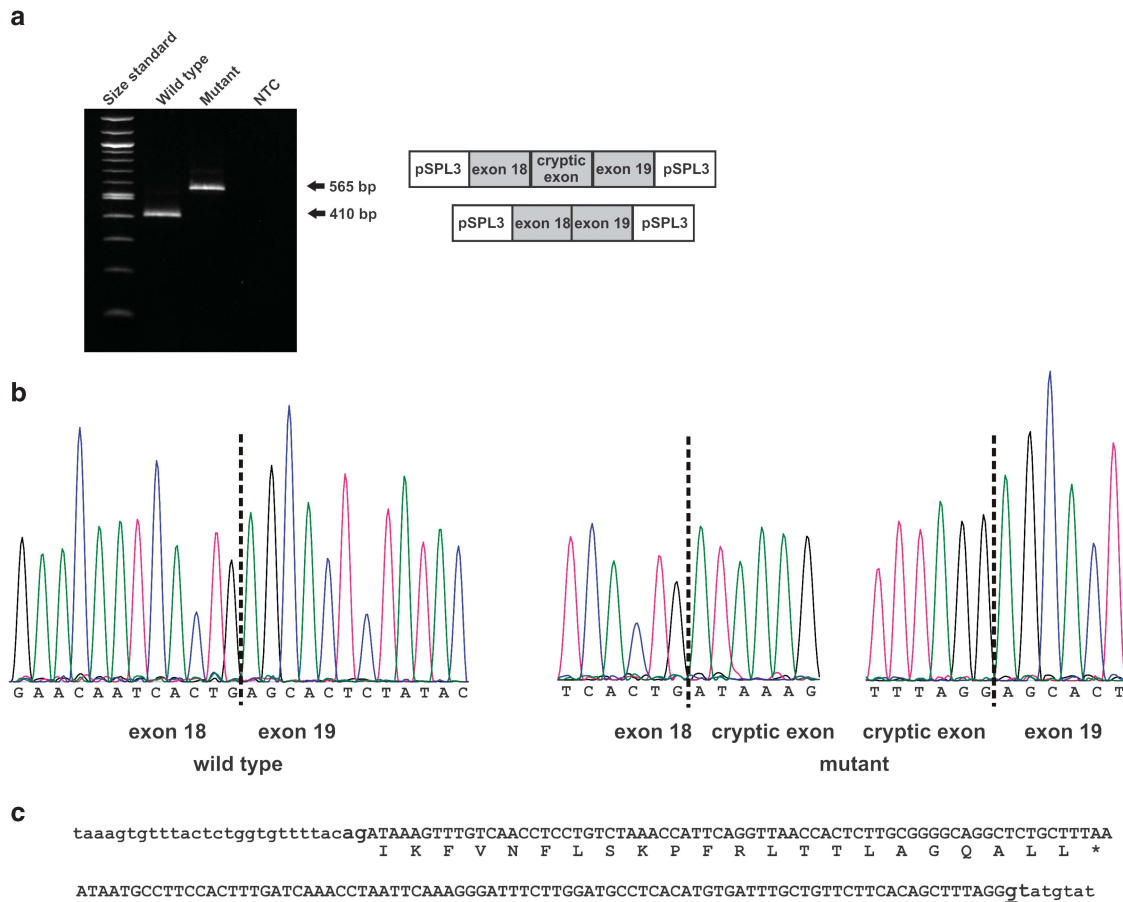 a
Size standard
Wild type
Mutant
NTC
565 bp
410 bp
pSPL3 exon 18 cryptic exon exon 19 pSPL3
pSPL3 exon 18 exon 19 pSPL3
b
GAACAATCACTGAGCACTCTATAC
exon 18 exon 19
wild type
TCACTGATAAAG
exon 18 cryptic exon
TTTAGGAGCACT
cryptic exon exon 19
mutant
c
taaagtgtttactctggtgttttacagATAAAGTTTGTCAACCTCCTGTCTAAACCATTCAGGTTAACCACTCTTGCGGGGCAGGCTCTGCTTTAA
I K F V N F L S K P F R L T T L A G Q A L L *
ATAATGCCTTCCACTTTGATCAAACCTAATTCAAAGGGATTTCTTGGATGCCTCACATGTGATTTGCTGTTCTTCACAGCTTTAGGgtatgtat